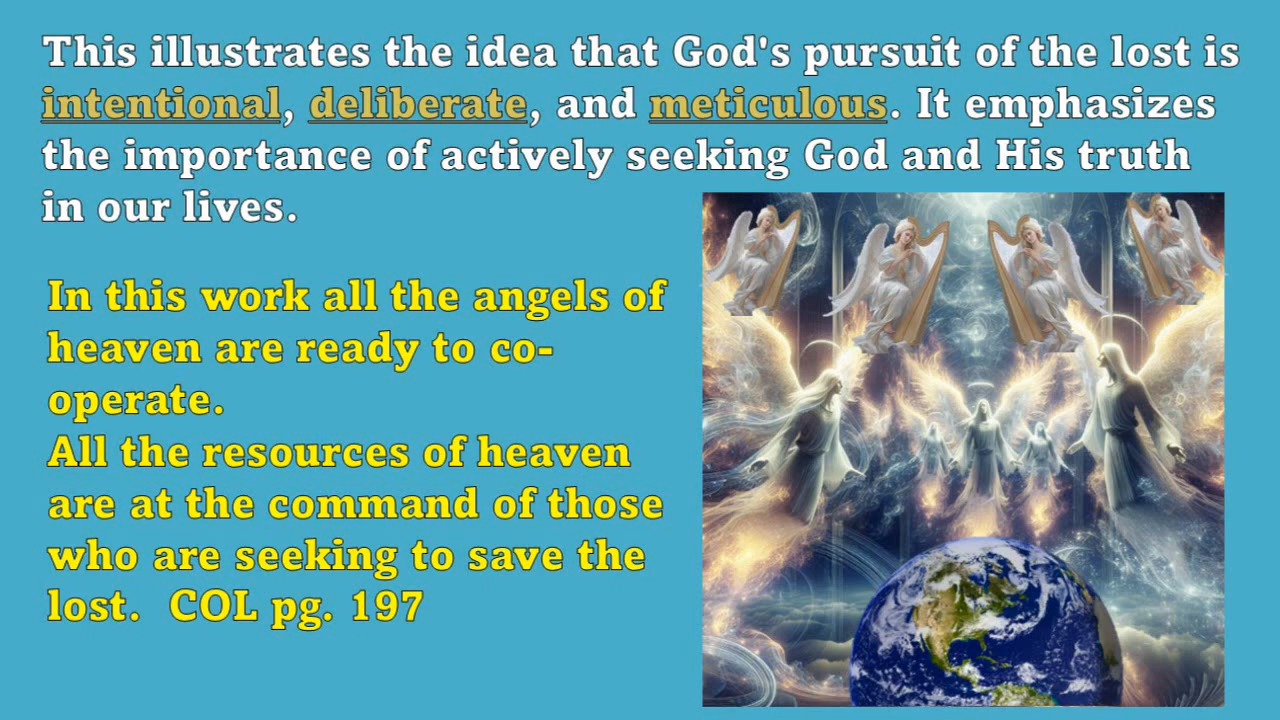 This illustrates the idea that God's pursuit of the lost is
intentional, deliberate, and meticulous. It emphasizes
the importance of actively seeking God and His truth
in our lives.
In this work all the angels of
heaven are ready to co-
operate.
All the resources of heaven
are at the command of those
who are seeking to save the
lost.  COL pg. 197